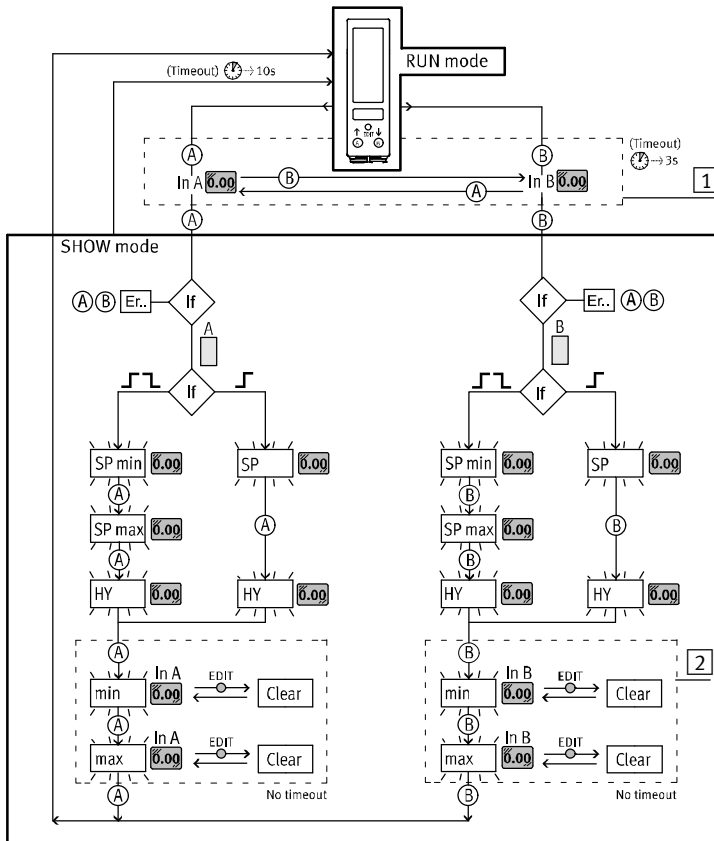 RUN mode
(Timeout) → 10s
↑ EDIT ↓
A B
(Timeout)
→ 3s
A B
In A 0.00 B In B 0.00
A
1
A B
SHOW mode
A B Er.. If If Er.. A B
A B
If If
SP min 0.00 SP 0.00 SP min 0.00 SP 0.00
A B
SP max 0.00 A SP max 0.00 B
A B
HY 0.00 HY 0.00 HY 0.00 HY 0.00
A B
2
In A EDIT In B EDIT
min 0.00 Clear min 0.00 Clear
A B
In A EDIT In B EDIT
max 0.00 Clear max 0.00 Clear
A No timeout B No timeout